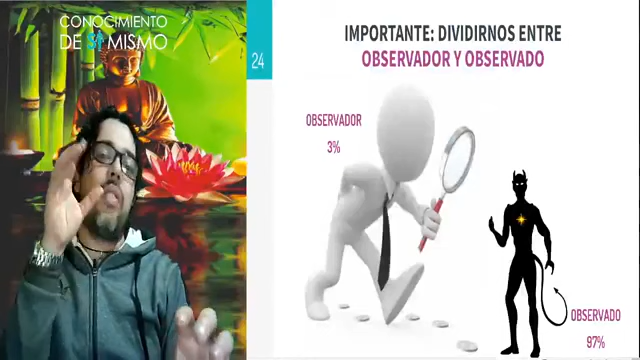 CONOCIMIENTO
DE SÍ MISMO
24
IMPORTANTE: DIVIDIRNOS ENTRE
OBSERVADOR Y OBSERVADO
OBSERVADOR
3%
OBSERVADO
97%